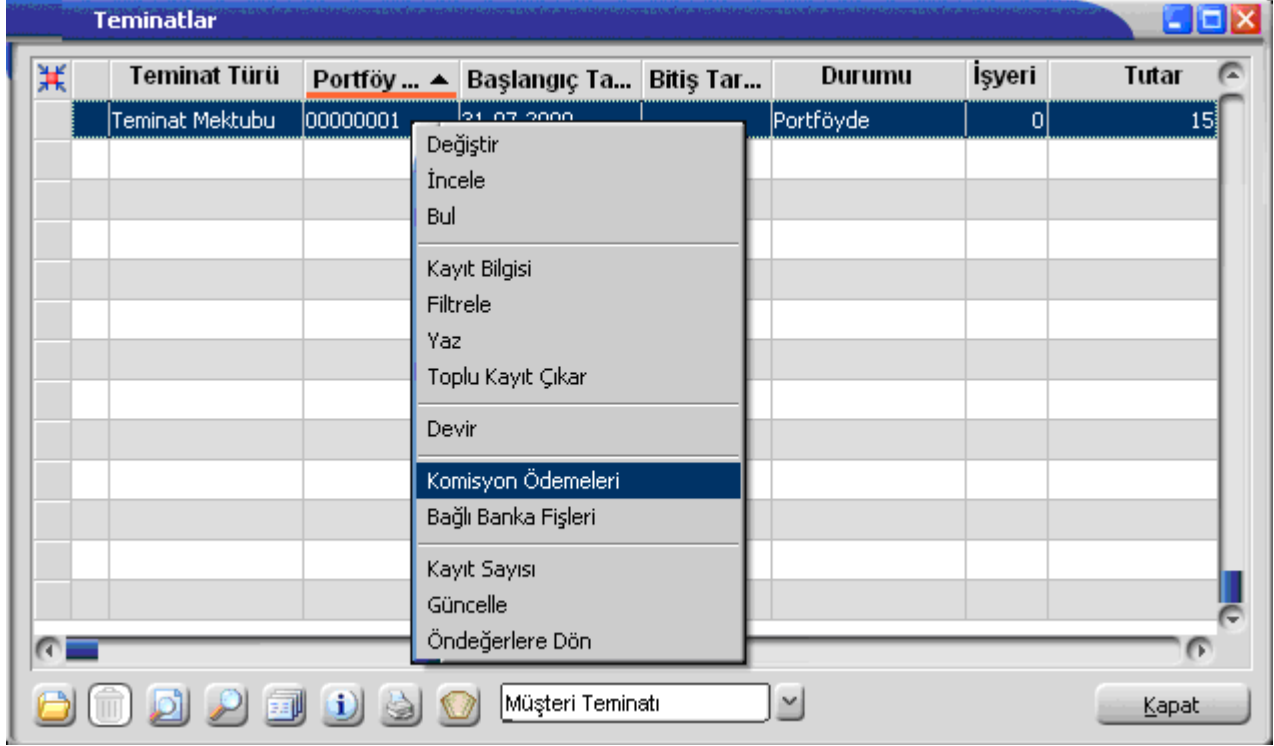 Teminatlar
Teminat Türü Portföy ... Başlangıç Ta... Bitiş Tar... Durumu İşyeri Tutar
Teminat Mektubu 00000001 Portföyde 0 15
Değiştir
İncele
Bul
Kayıt Bilgisi
Filtrele
Yaz
Toplu Kayıt Çıkar
Devir
Komisyon Ödemeleri
Bağlı Banka Fişleri
Kayıt Sayısı
Güncelle
Öndeğerlere Dön
Müşteri Teminatı
Kapat